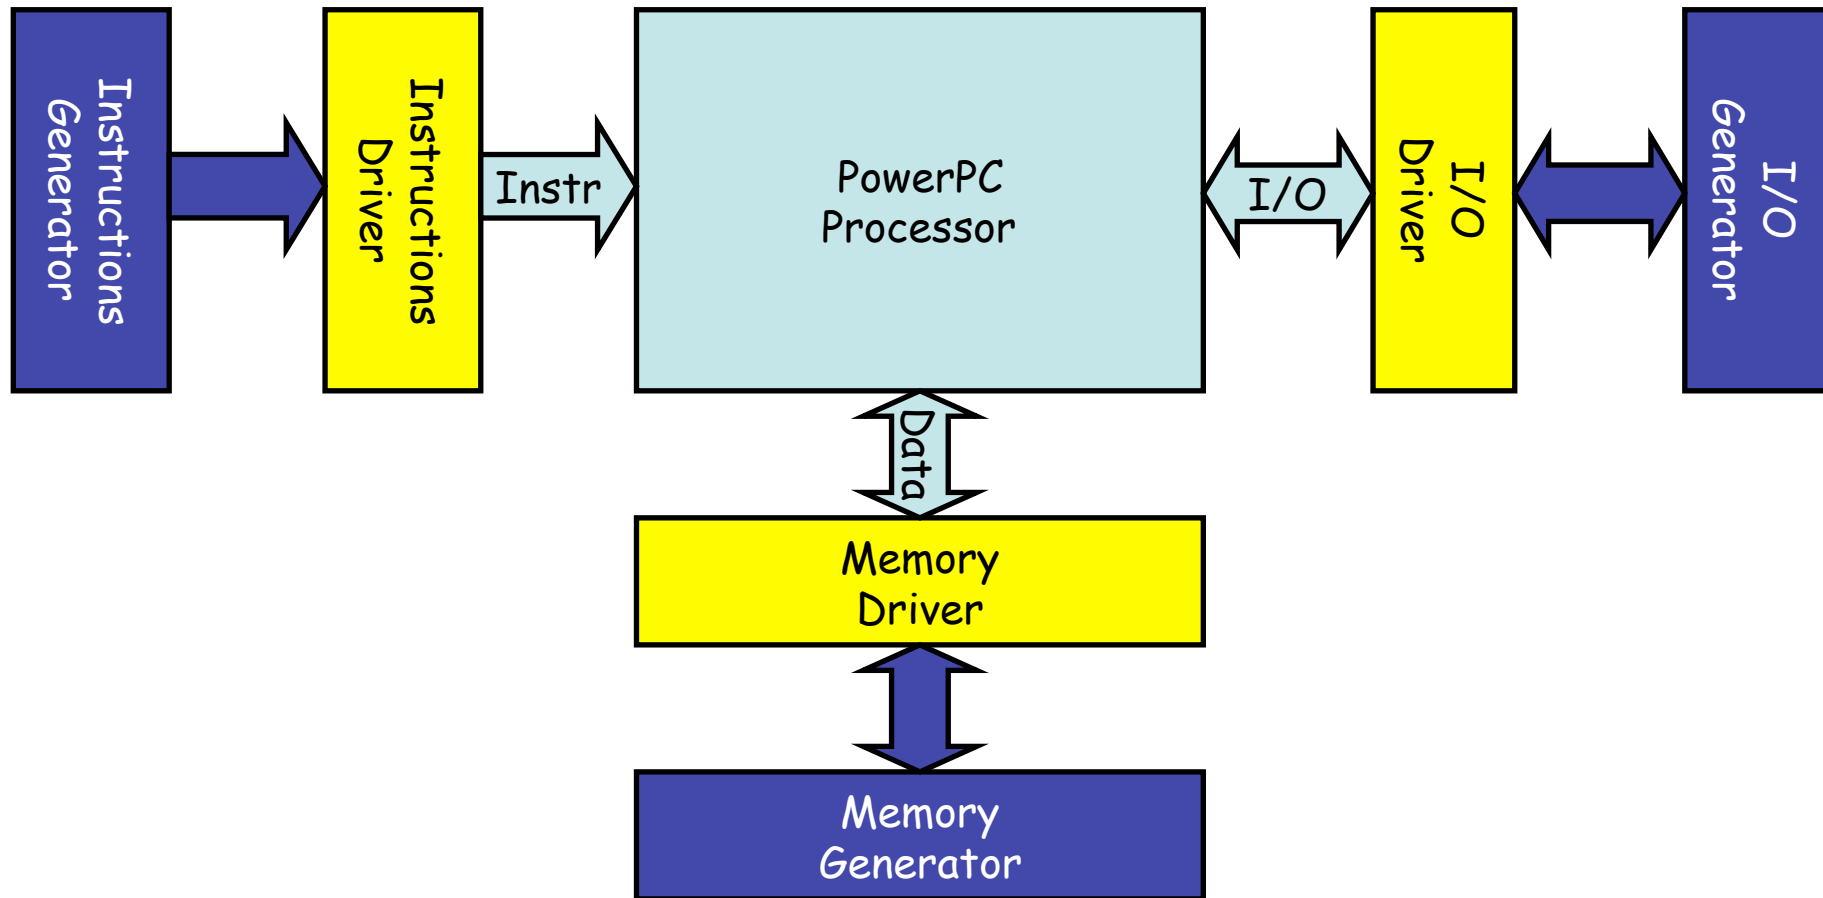 Instructions
Generator
Instructions
Driver
Instr
PowerPC
Processor
I/O
I/O
Driver
I/O
Generator
Data
Memory
Driver
Memory
Generator